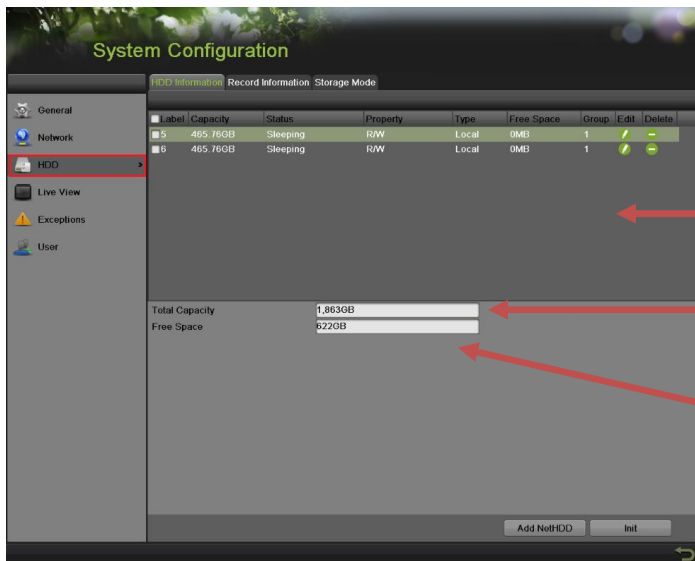 System Configuration
HDD Information Record Information Storage Mode
General
Network
HDD
Live View
Exceptions
User
Label Capacity Status Property Type Free Space Group Edit Delete
5 465.76GB Sleeping R/W Local 0MB 1
6 465.76GB Sleeping R/W Local 0MB 1
Total Capacity 1,863GB
Free Space 622GB
Add NetHDD Init